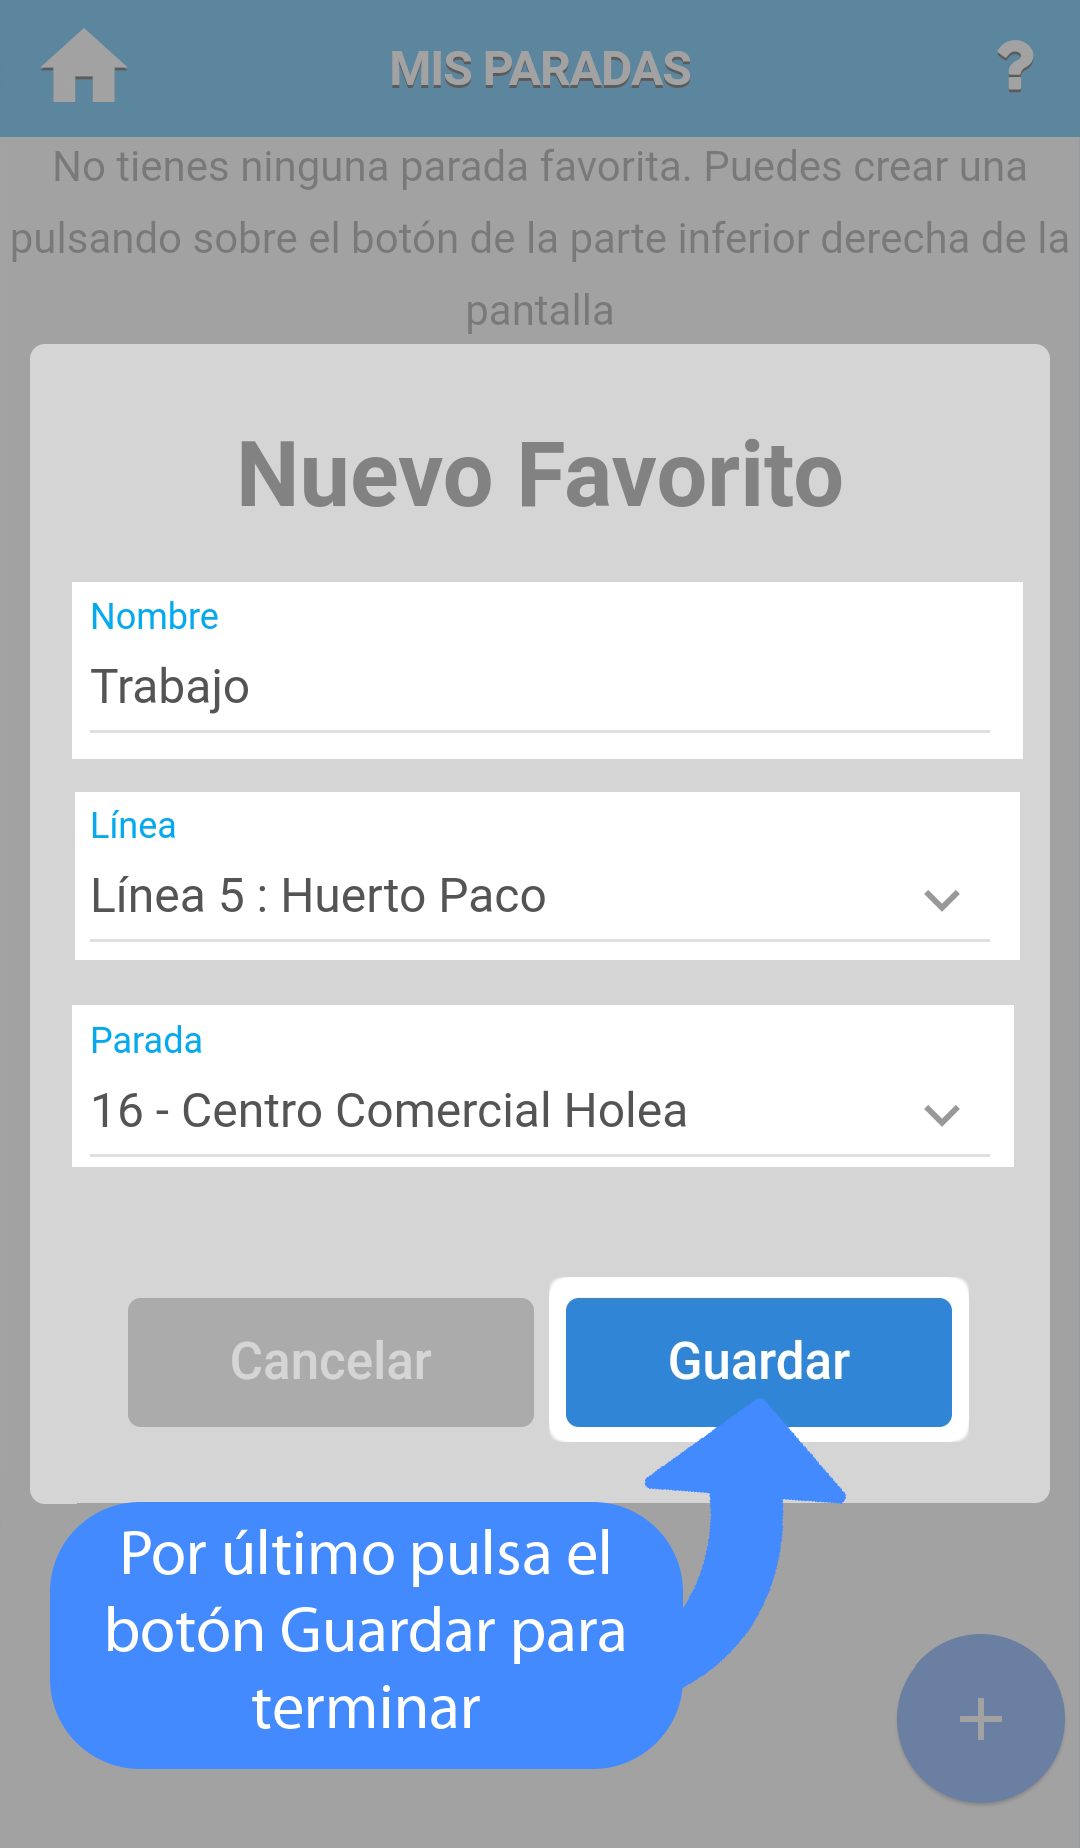 MIS PARADAS
?
No tienes ninguna parada favorita. Puedes crear una
pulsando sobre el botón de la parte inferior derecha de la
pantalla
Nuevo Favorito
Nombre
Trabajo
Línea
Línea 5 : Huerto Paco
Parada
16 - Centro Comercial Holea
Cancelar
Guardar
Por último pulsa el
botón Guardar para
terminar
+